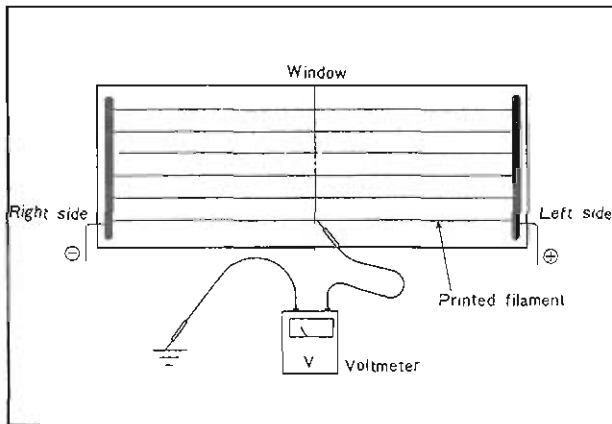 Window
Right side
Left side
⊖
⊕
Printed filament
V
Voltmeter